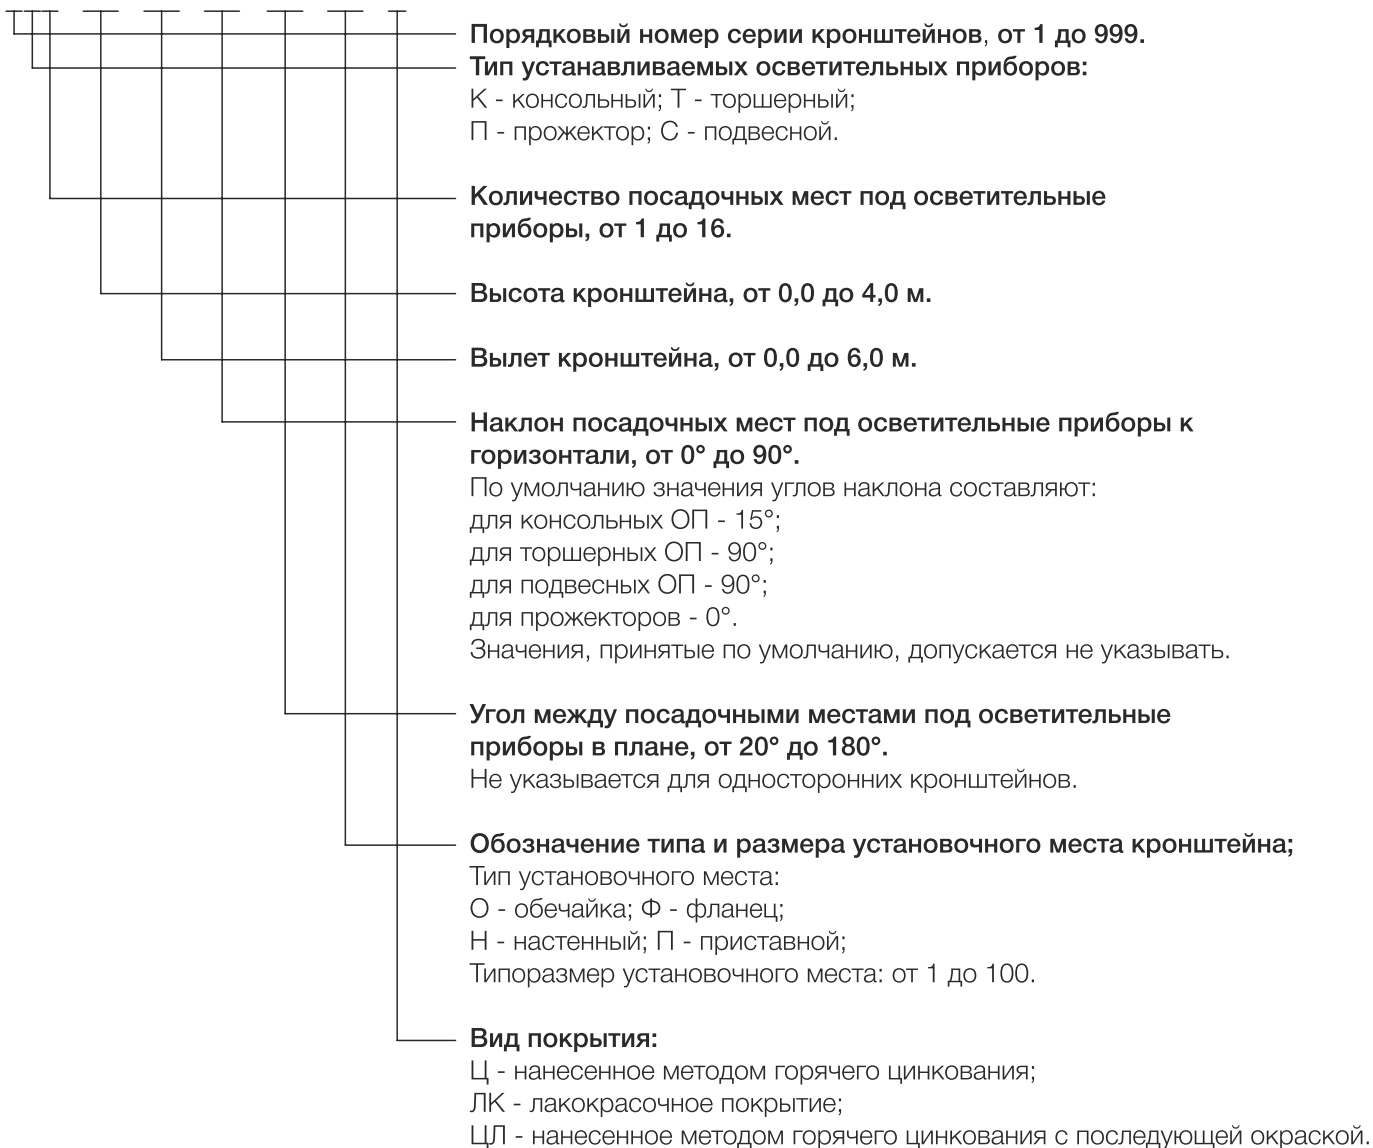 Порядковый номер серии кронштейнов, от 1 до 999.
Тип устанавливаемых осветительных приборов:
К - консольный; Т - торшерный;
П - прожектор; С - подвесной.
Количество посадочных мест под осветительные
приборы, от 1 до 16.
Высота кронштейна, от 0,0 до 4,0 м.
Вылет кронштейна, от 0,0 до 6,0 м.
Наклон посадочных мест под осветительные приборы к
горизонтали, от 0° до 90°.
По умолчанию значения углов наклона составляют:
для консольных ОП - 15°;
для торшерных ОП - 90°;
для подвесных ОП - 90°;
для прожекторов - 0°.
Значения, принятые по умолчанию, допускается не указывать.
Угол между посадочными местами под осветительные
приборы в плане, от 20° до 180°.
Не указывается для односторонних кронштейнов.
Обозначение типа и размера установочного места кронштейна;
Тип установочного места:
О - обечайка; Ф - фланец;
Н - настенный; П - приставной;
Типоразмер установочного места: от 1 до 100.
Вид покрытия:
Ц - нанесенное методом горячего цинкования;
ЛК - лакокрасочное покрытие;
ЦЛ - нанесенное методом горячего цинкования с последующей окраской.